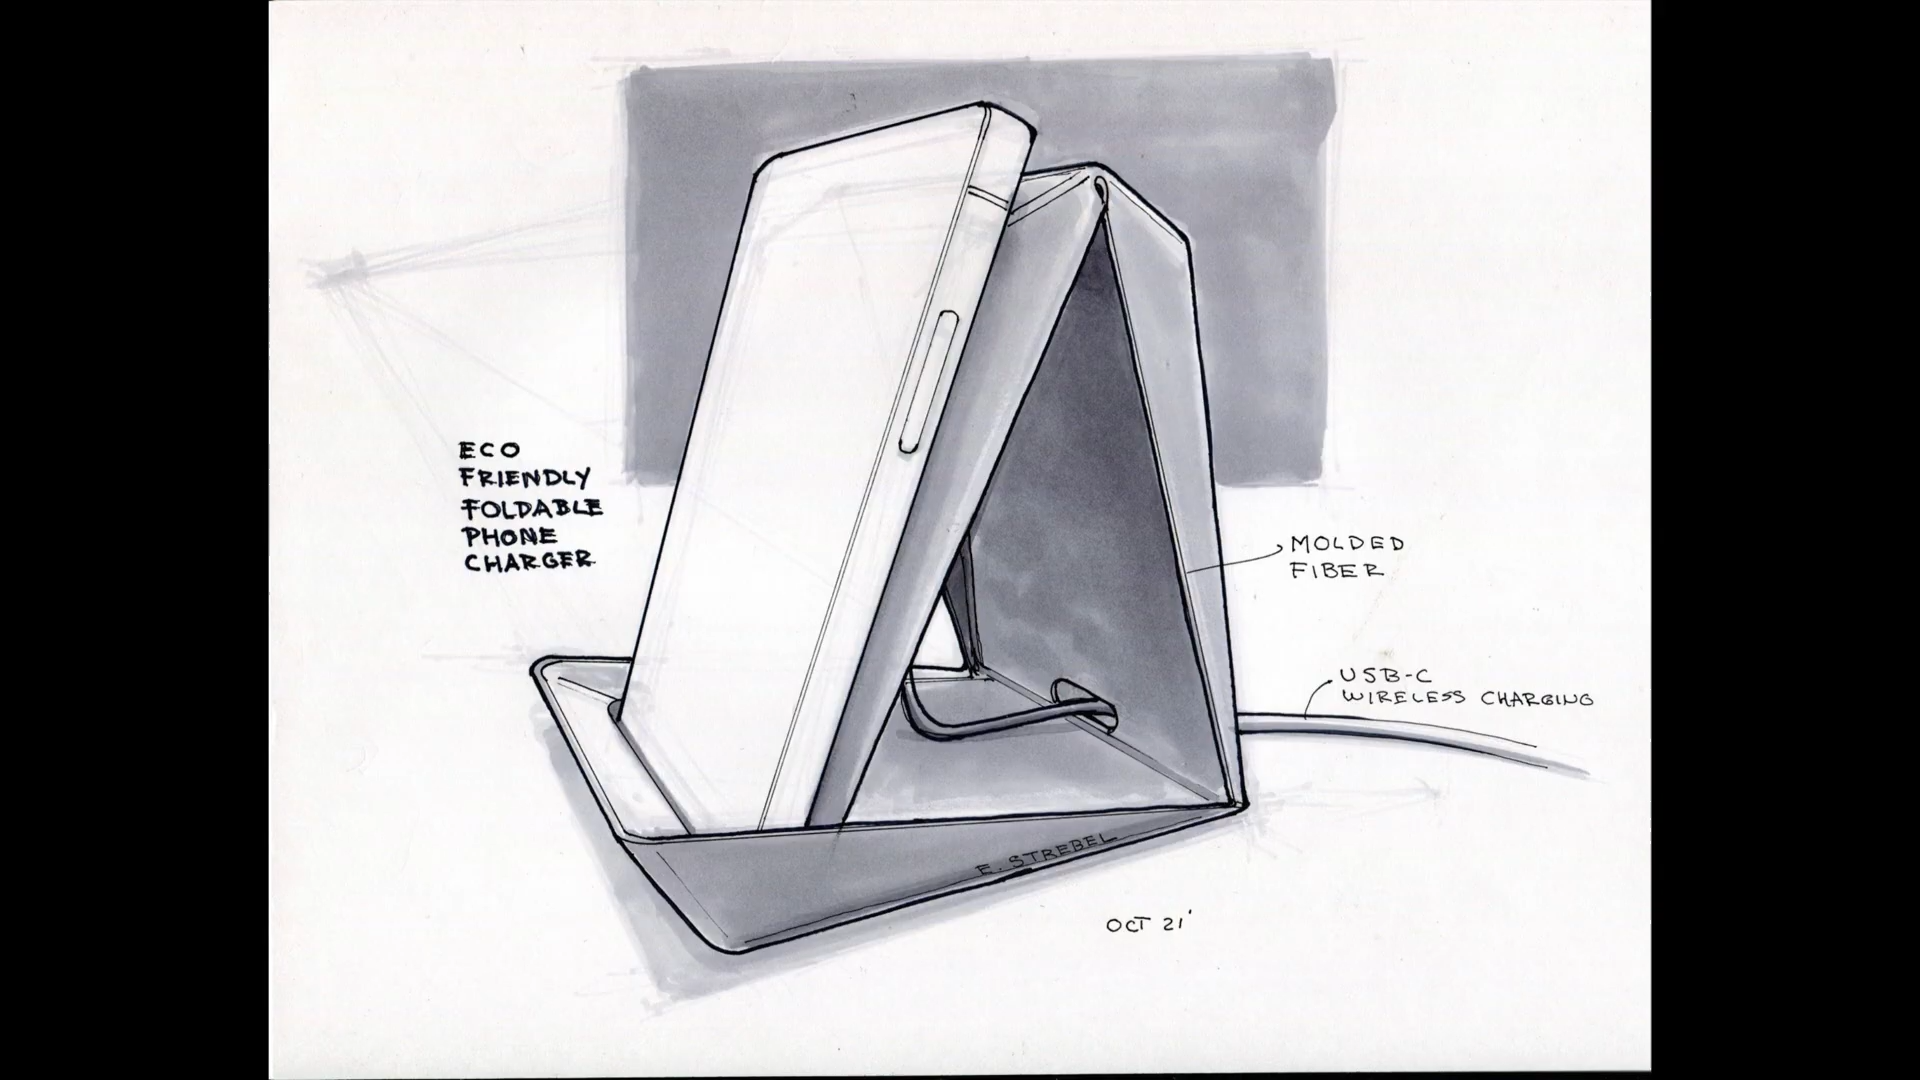 ECO
FRIENDLY
FOLDABLE
PHONE
CHARGER
MOLDED
FIBER
USB-C
WIRELESS CHARGING
E. STREBEL
OCT 21'